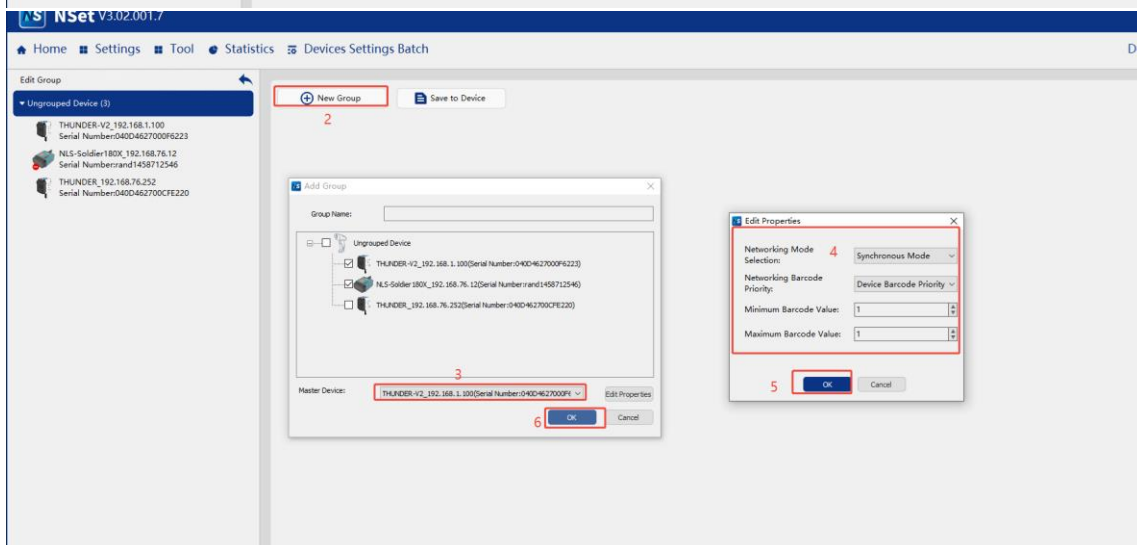 NSet V3.02.001.7
Home Settings Tool Statistics Devices Settings Batch D
Edit Group
Ungrouped Device (3)
THUNDER-V2_192.168.1.100
Serial Number:040D4627000F6223
NLS-Soldier180X_192.168.76.12
Serial Number:rand1458712546
THUNDER_192.168.76.252
Serial Number:040D462700CFE220
New Group Save to Device
2
Add Group
Group Name:
Ungrouped Device
THUNDER-V2_192.168.1.100(Serial Number:040D4627000F6223)
NLS-Soldier180X_192.168.76.12(Serial Number:rand1458712546)
THUNDER_192.168.76.252(Serial Number:040D462700CFE220)
3
Master Device: THUNDER-V2_192.168.1.100(Serial Number:040D4627000F6 Edit Properties
6 OK Cancel
Edit Properties
Networking Mode
Selection:
4 Synchronous Mode
Networking Barcode
Priority:
Device Barcode Priority
Minimum Barcode Value: 1
Maximum Barcode Value: 1
5 OK Cancel